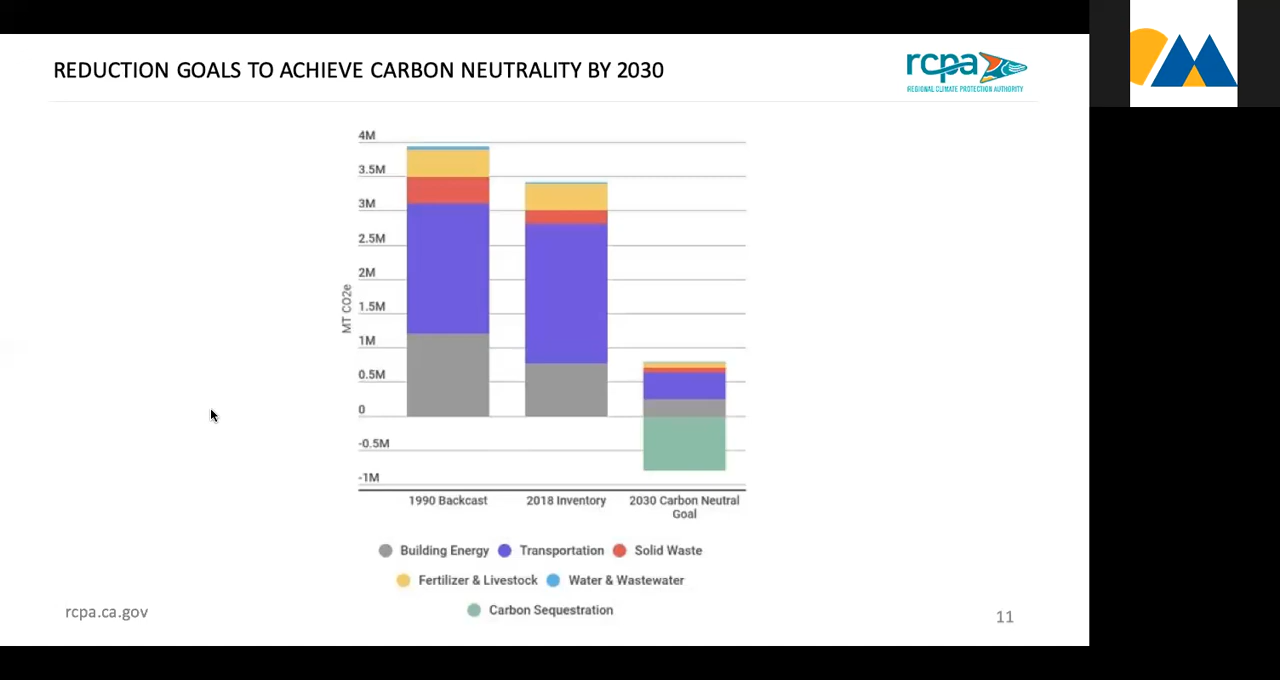 REDUCTION GOALS TO ACHIEVE CARBON NEUTRALITY BY 2030
rcpa
REGIONAL CLIMATE PROTECTION AUTHORITY
4M
3.5M
3M
2.5M
2M
1.5M
1M
0.5M
0
-0.5M
-1M
MT CO2e
1990 Backcast
2018 Inventory
2030 Carbon Neutral
Goal
Building Energy
Transportation
Solid Waste
Fertilizer & Livestock
Water & Wastewater
Carbon Sequestration
rcpa.ca.gov
11